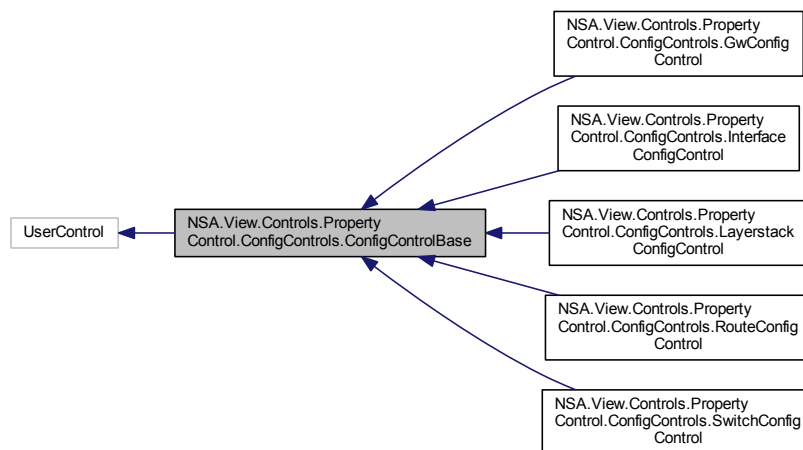 NSA.View.Controls.Property
Control.ConfigControls.GwConfig
Control
NSA.View.Controls.Property
Control.ConfigControls.Interface
ConfigControl
UserControl
NSA.View.Controls.Property
Control.ConfigControls.ConfigControlBase
NSA.View.Controls.Property
Control.ConfigControls.Layerstack
ConfigControl
NSA.View.Controls.Property
Control.ConfigControls.RouteConfig
Control
NSA.View.Controls.Property
Control.ConfigControls.SwitchConfig
Control